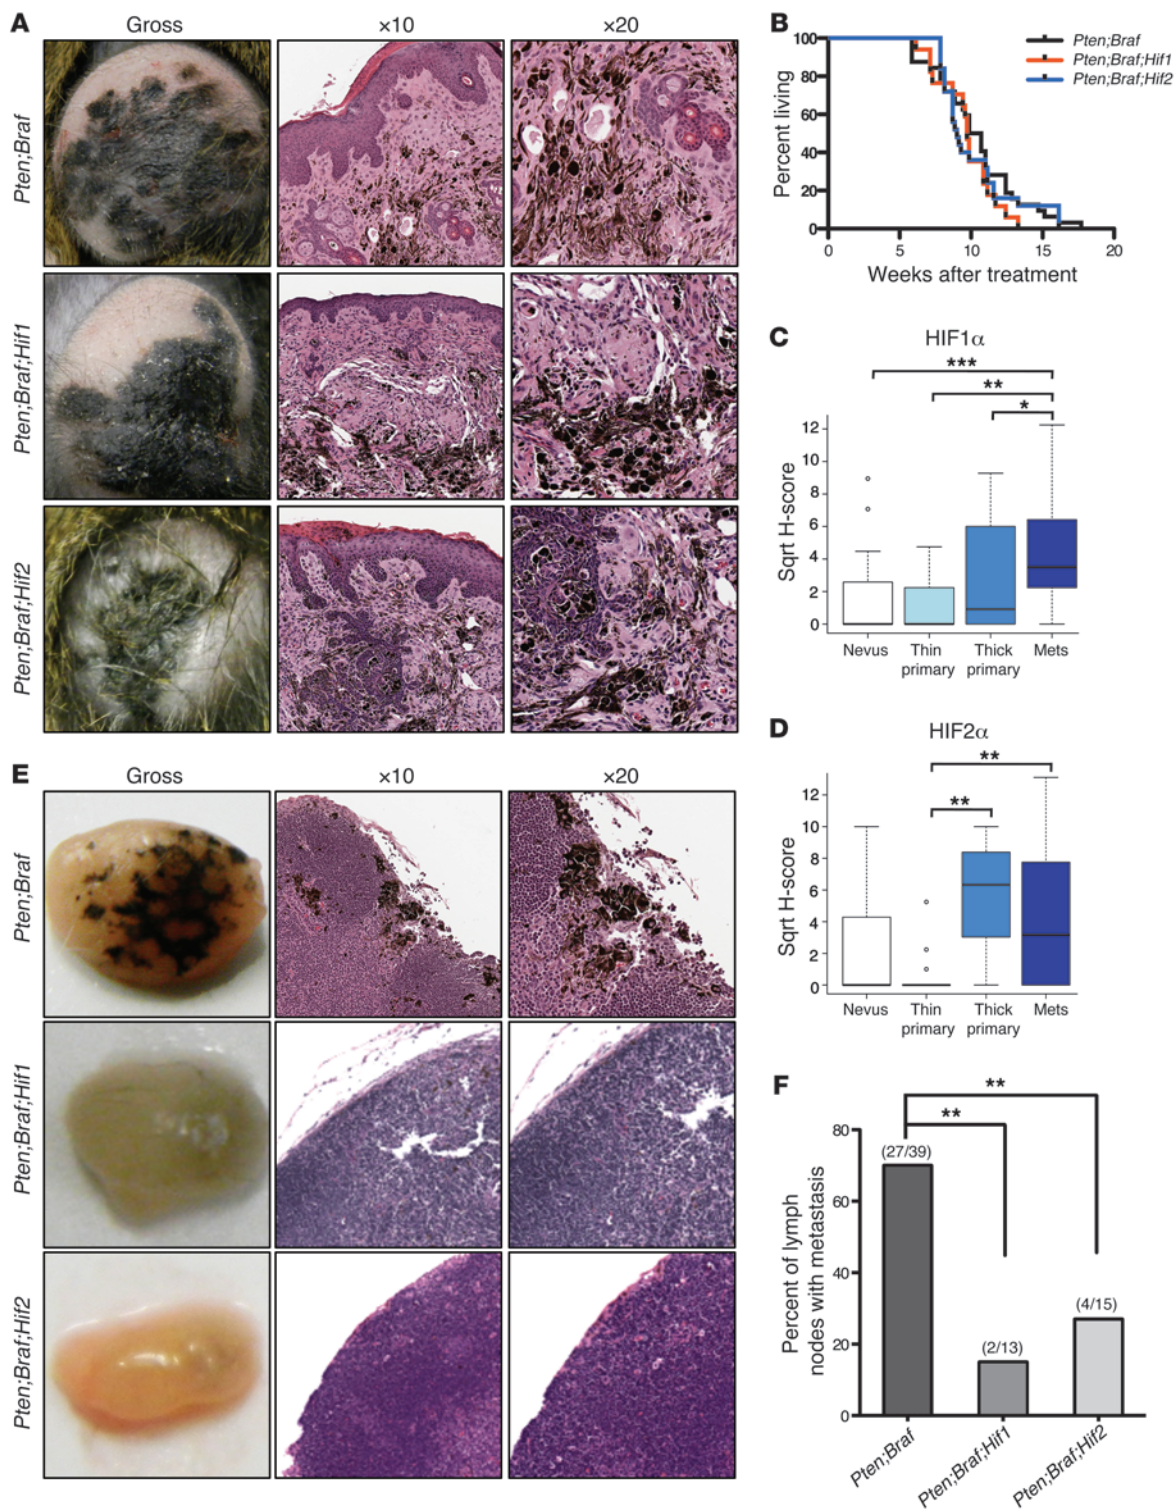 A
Gross
×10
×20
Pten;Braf
Pten;Braf;Hif1
Pten;Braf;Hif2
B
Percent living
100
80
60
40
20
0
0
5
10
15
20
Weeks after treatment
Pten;Braf
Pten;Braf;Hif1
Pten;Braf;Hif2
C
HIF1α
***
**
*
Sqrt H-score
12
10
8
6
4
2
0
Nevus
Thin primary
Thick primary
Mets
D
HIF2α
**
**
Sqrt H-score
12
10
8
6
4
2
0
Nevus
Thin primary
Thick primary
Mets
E
Gross
×10
×20
Pten;Braf
Pten;Braf;Hif1
Pten;Braf;Hif2
F
**
**
Percent of lymph
nodes with metastasis
80
60
40
20
0
(27/39)
(2/13)
(4/15)
Pten;Braf
Pten;Braf;Hif1
Pten;Braf;Hif2